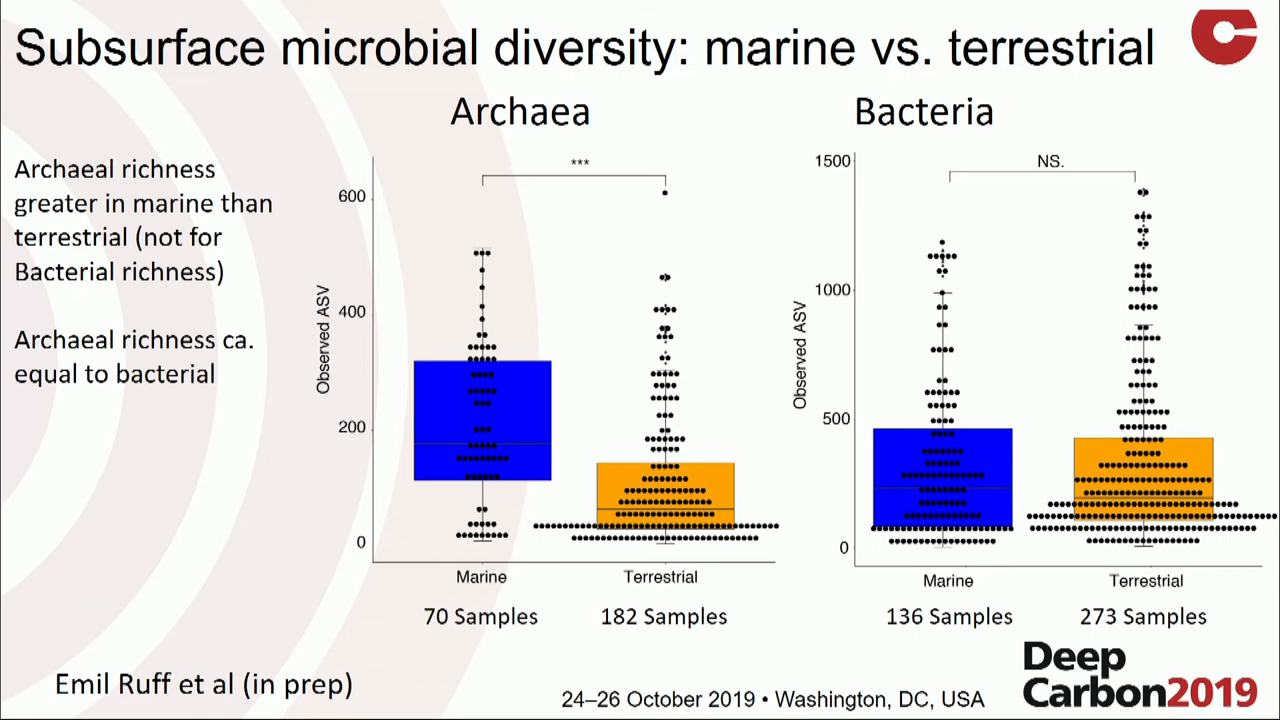 Subsurface microbial diversity: marine vs. terrestrial
Archaea
Bacteria
Archaeal richness
greater in marine than
terrestrial (not for
Bacterial richness)
Archaeal richness ca.
equal to bacterial
***
600
400
200
0
Observed ASV
Marine
Terrestrial
70 Samples
182 Samples
NS.
1500
1000
500
0
Observed ASV
Marine
Terrestrial
136 Samples
273 Samples
Emil Ruff et al (in prep)
24–26 October 2019 • Washington, DC, USA
Deep
Carbon2019